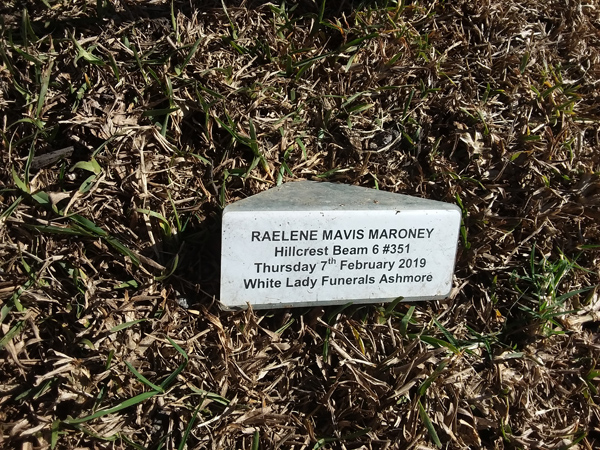 RAELENE MAVIS MARONEY
Hillcrest Beam 6 #351
Thursday 7th February 2019
White Lady Funerals Ashmore